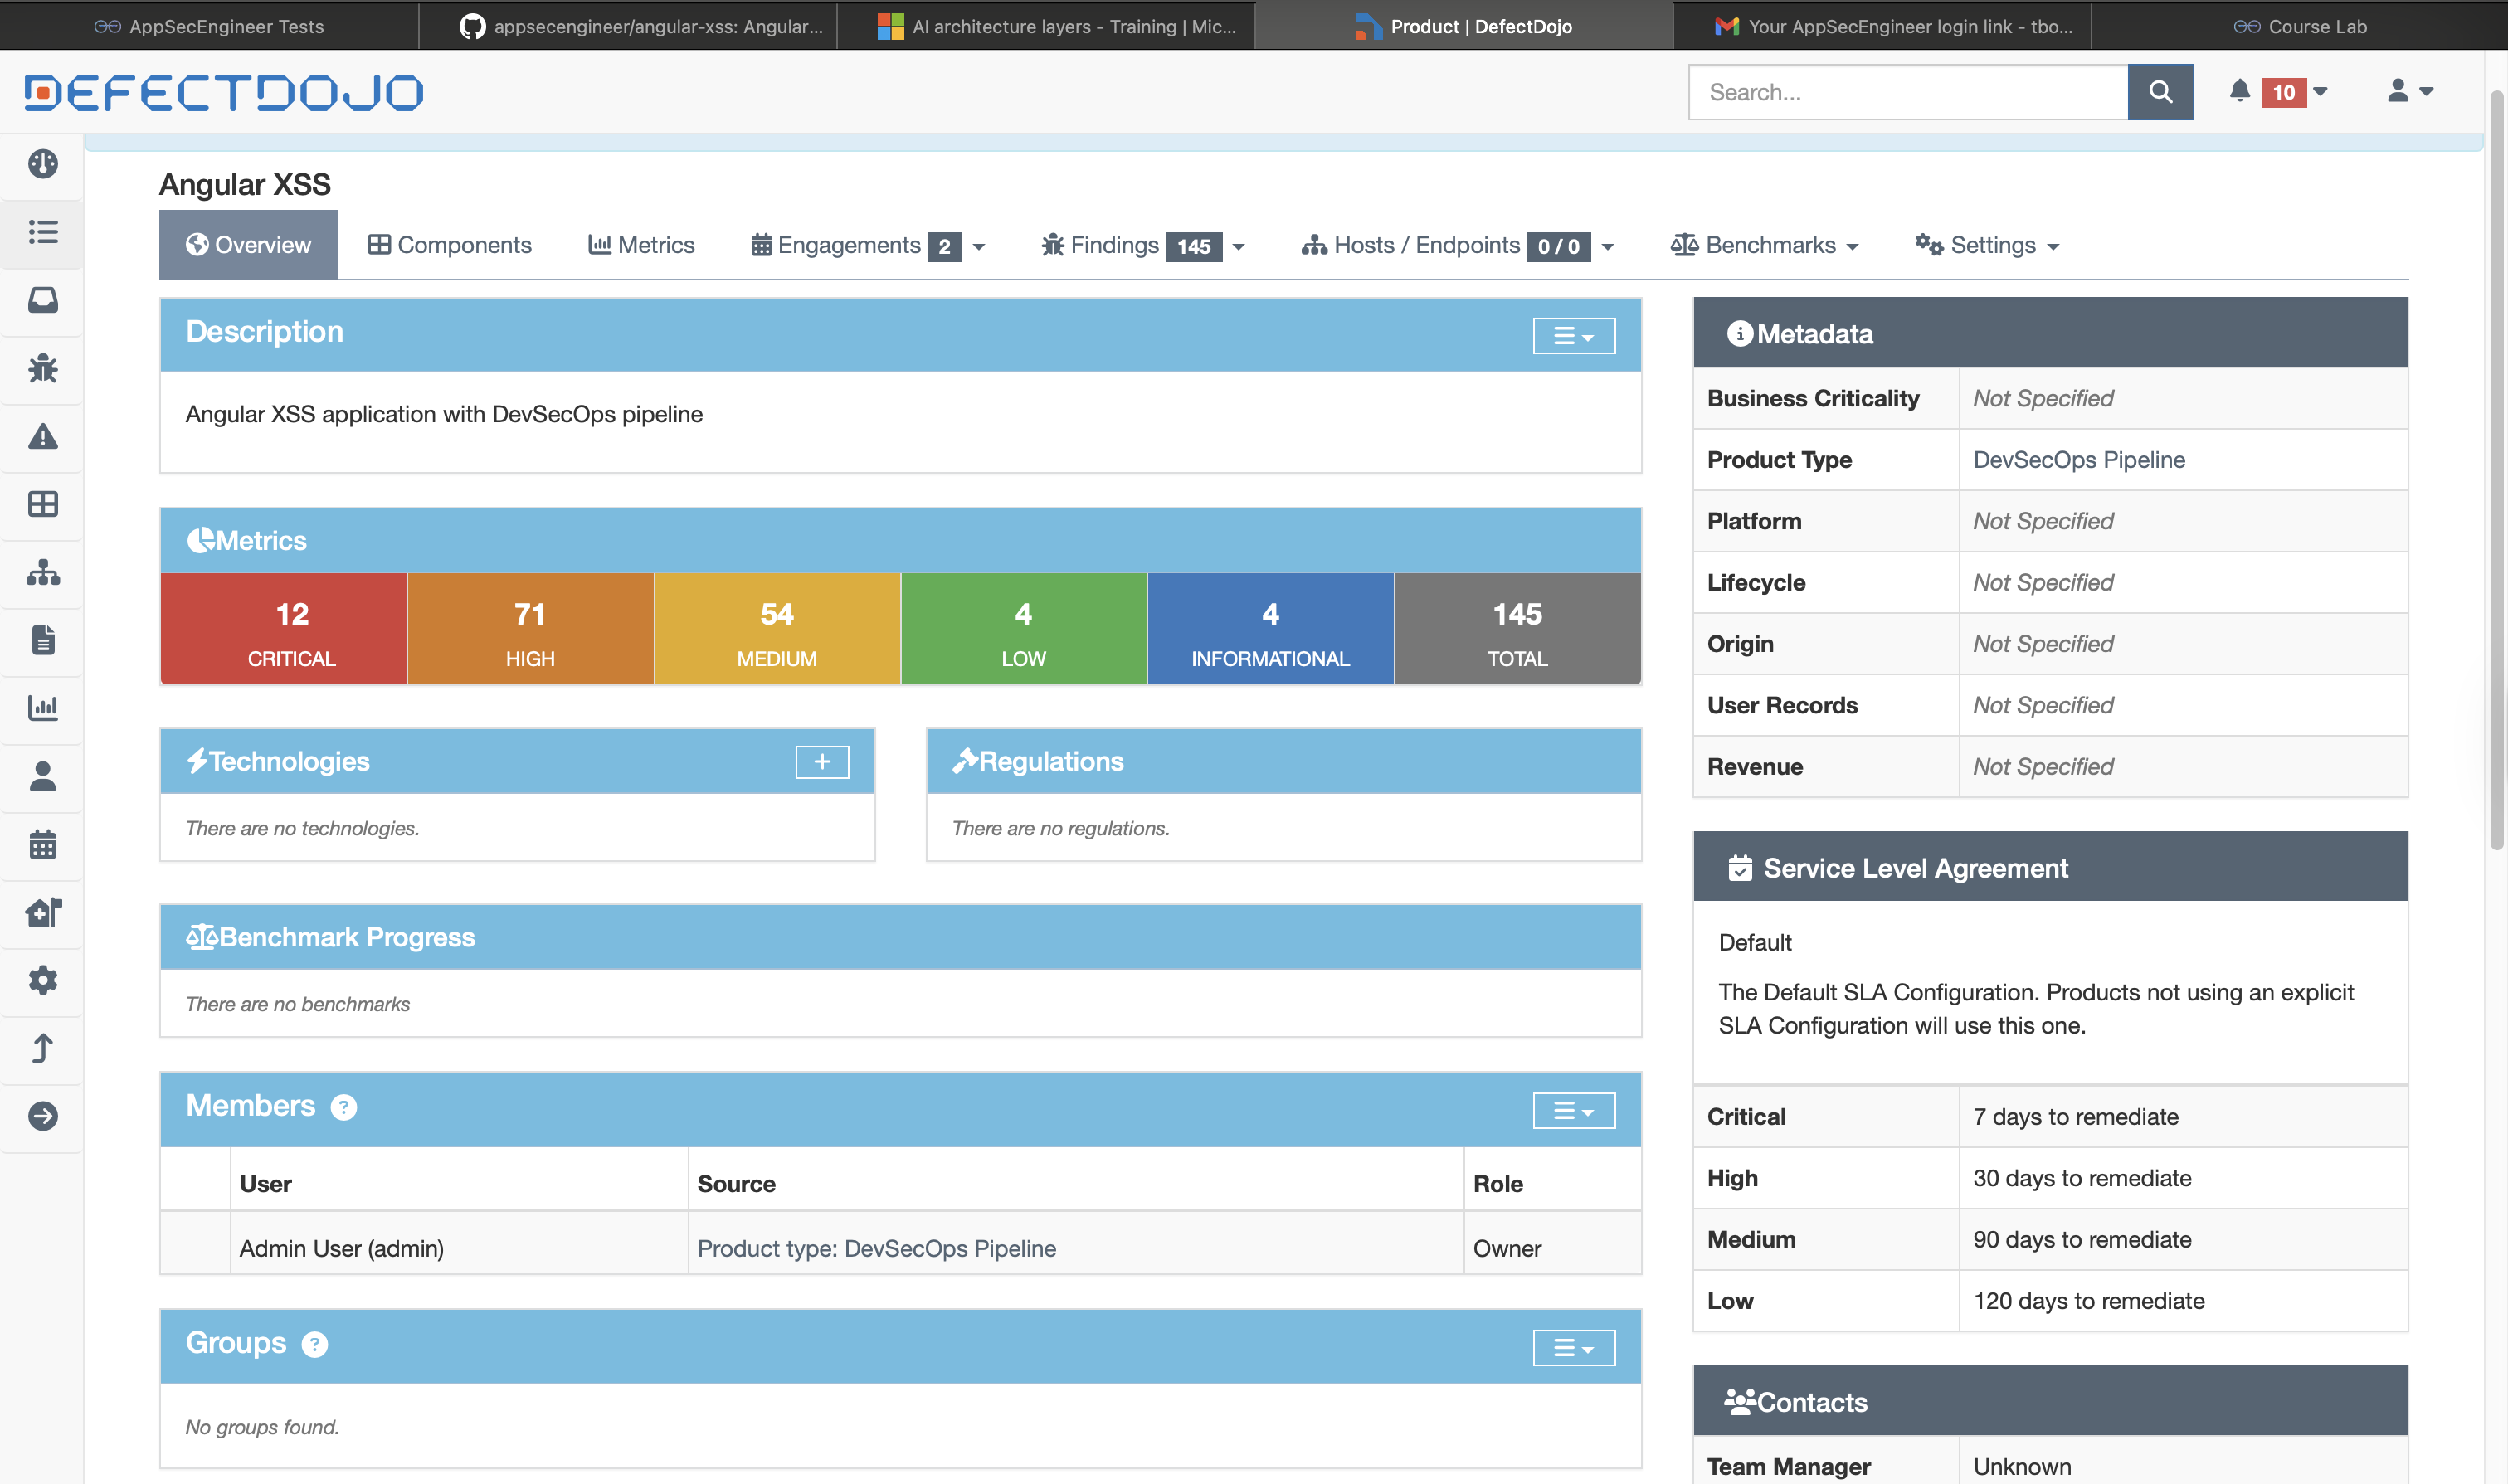 AppSecEngineer Tests
appsecengineer/angular-xss: Angular...
AI architecture layers - Training | Mic...
Product | DefectDojo
Your AppSecEngineer login link - tbo...
Course Lab
DEFECTDOJO
Search...
10
Angular XSS
Overview
Components
Metrics
Engagements 2
Findings 145
Hosts / Endpoints 0 / 0
Benchmarks
Settings
Description
Angular XSS application with DevSecOps pipeline
Metrics
12 CRITICAL
71 HIGH
54 MEDIUM
4 LOW
4 INFORMATIONAL
145 TOTAL
Technologies
+
There are no technologies.
Regulations
There are no regulations.
Benchmark Progress
There are no benchmarks
Members ?
User Source Role
Admin User (admin) Product type: DevSecOps Pipeline Owner
Groups ?
No groups found.
Metadata
Business Criticality Not Specified
Product Type DevSecOps Pipeline
Platform Not Specified
Lifecycle Not Specified
Origin Not Specified
User Records Not Specified
Revenue Not Specified
Service Level Agreement
Default
The Default SLA Configuration. Products not using an explicit
SLA Configuration will use this one.
Critical 7 days to remediate
High 30 days to remediate
Medium 90 days to remediate
Low 120 days to remediate
Contacts
Team Manager Unknown